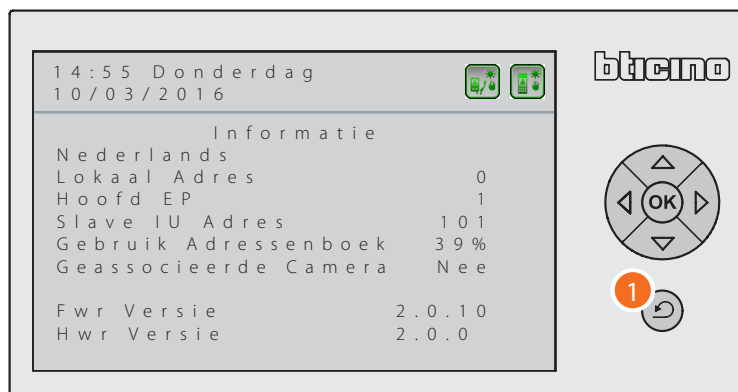 14:55 Donderdag
10/03/2016
bticino
Informatie
Nederlands
Lokaal Adres 0
Hoofd EP 1
Slave IU Adres 101
Gebruik Adressenboek 39%
Geassocieerde Camera Nee
Fwr Versie 2.0.10
Hwr Versie 2.0.0
OK
1